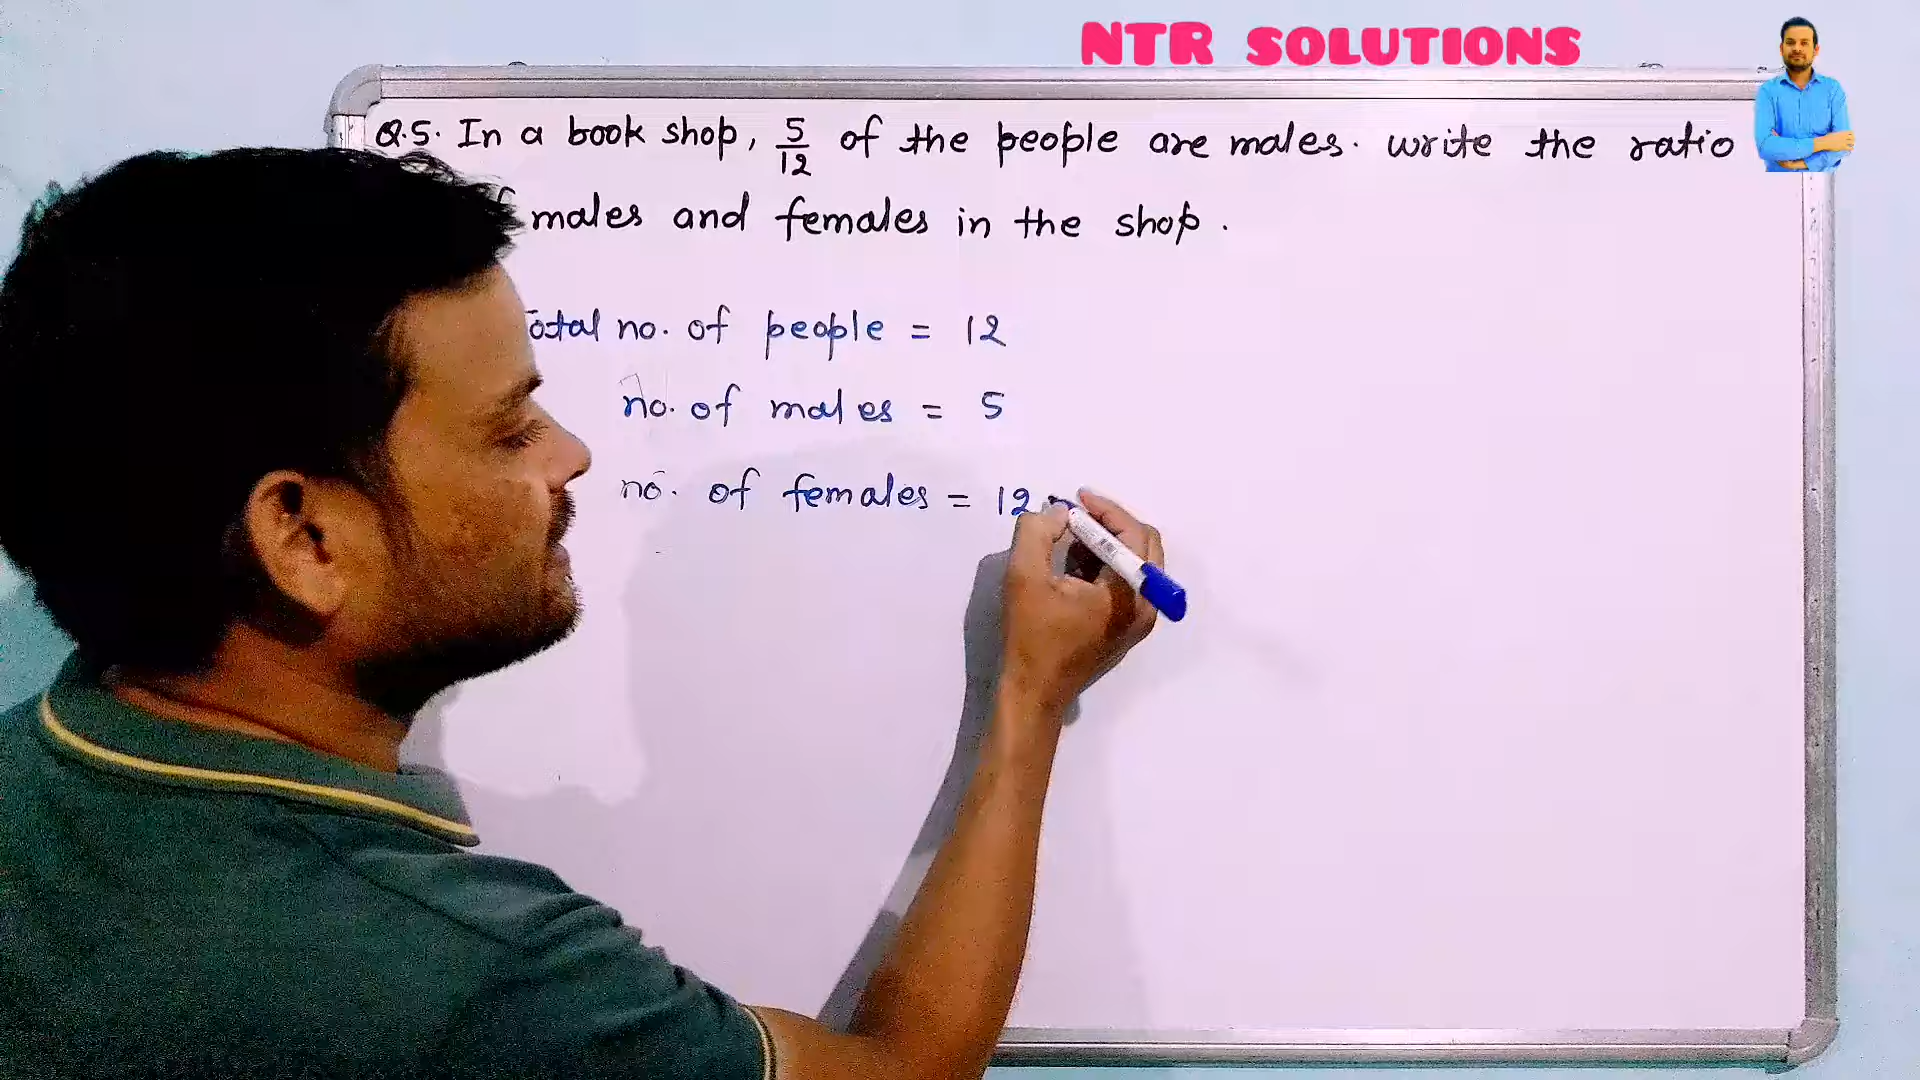 NTR SOLUTIONS
Q.5. In a book shop, 5/12 of the people are males. write the ratio
males and females in the shop.
Total no. of people = 12
no. of males = 5
no. of females = 12